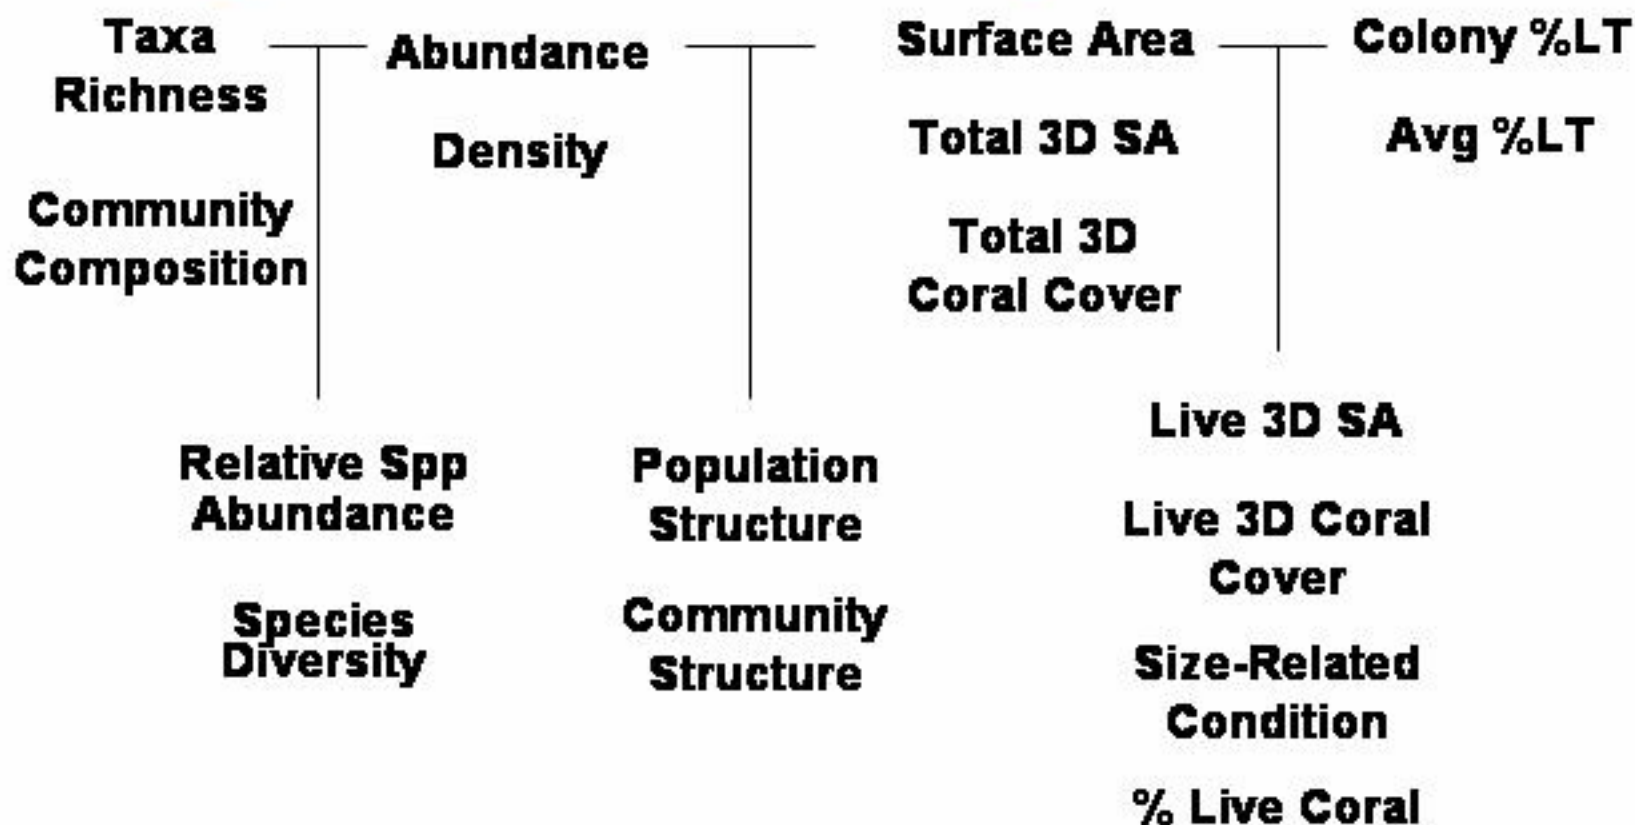 Taxa
Richness
Abundance
Surface Area
Colony %LT
Density
Total 3D SA
Avg %LT
Community
Composition
Total 3D
Coral Cover
Relative Spp
Abundance
Species
Diversity
Population
Structure
Community
Structure
Live 3D SA
Live 3D Coral
Cover
Size-Related
Condition
% Live Coral